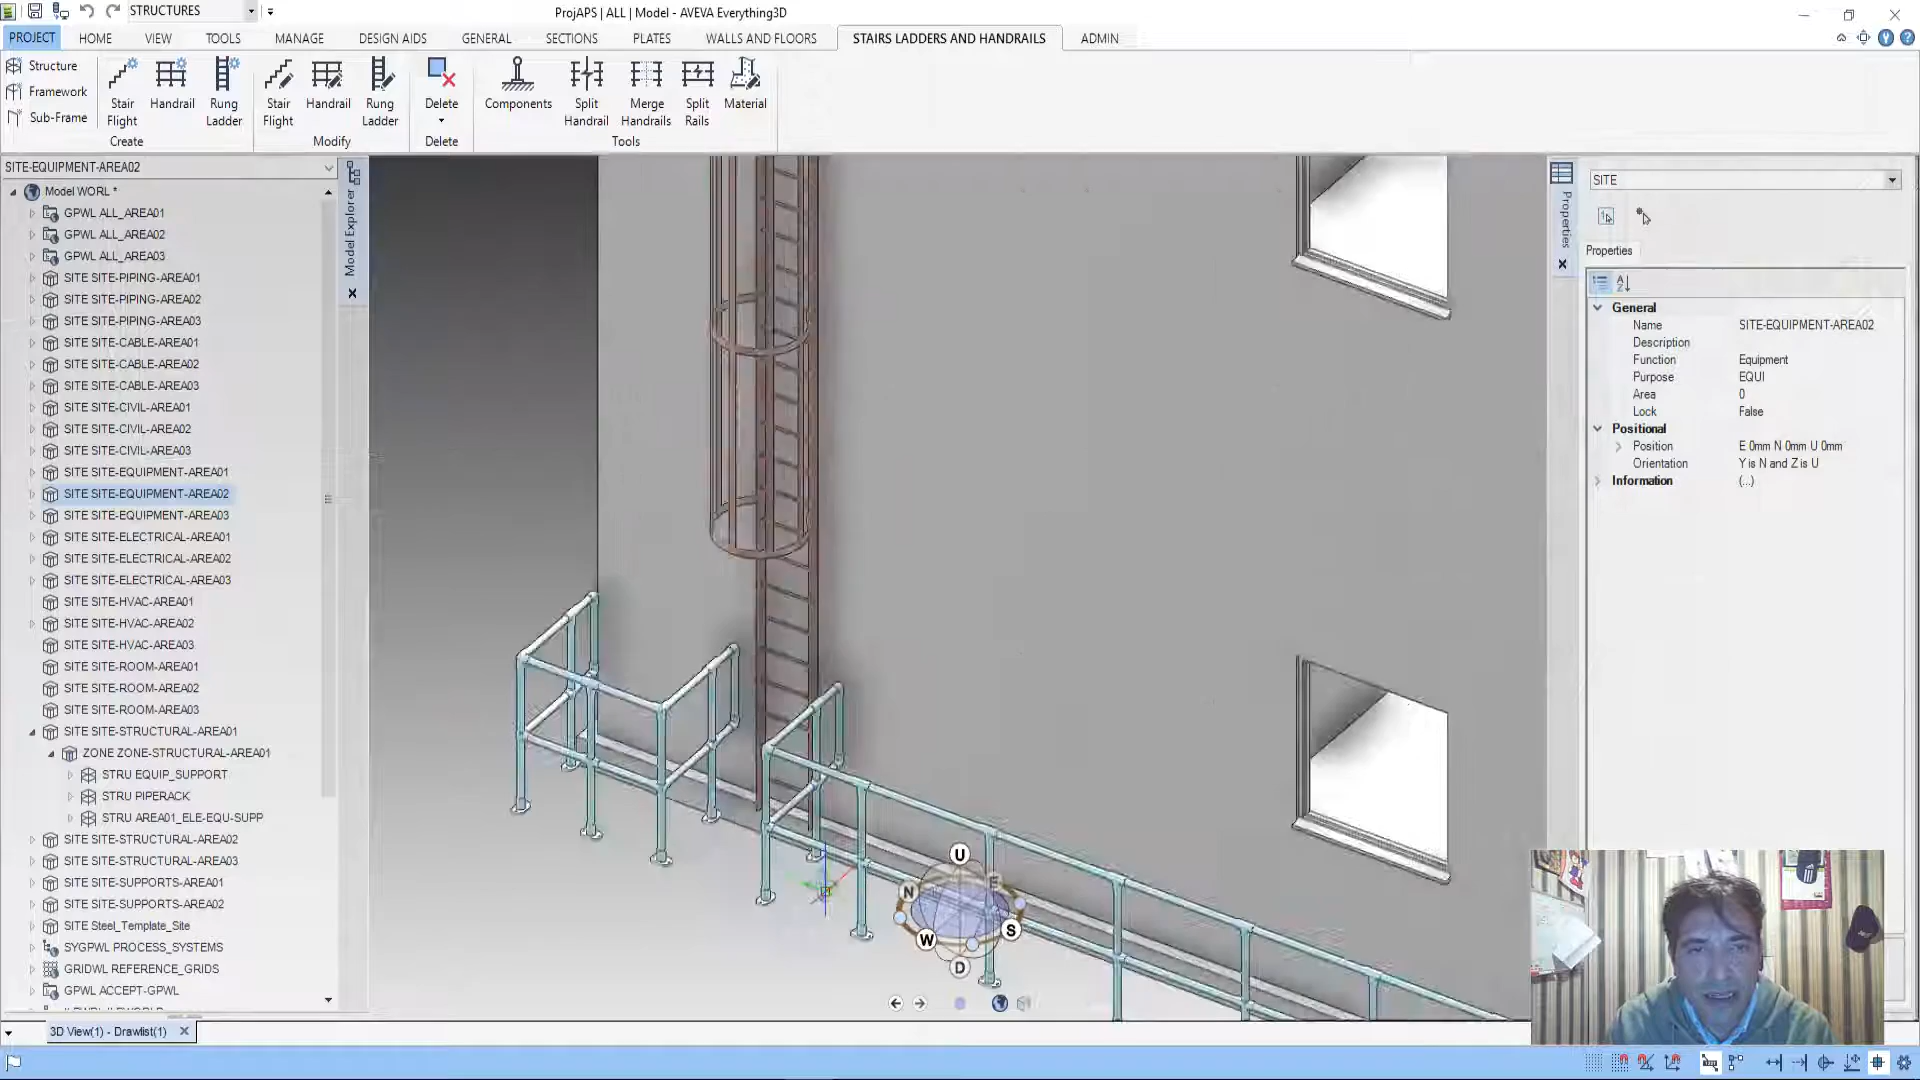 STRUCTURES
ProjAPS | ALL | Model - AVEVA Everything3D
PROJECT HOME VIEW TOOLS MANAGE DESIGN AIDS GENERAL SECTIONS PLATES WALLS AND FLOORS STAIRS LADDERS AND HANDRAILS ADMIN
Structure
Framework
Sub-Frame
Stair Flight
Handrail
Rung Ladder
Create
Stair Flight
Handrail
Rung Ladder
Modify
Delete
Delete
Components
Split Handrail
Merge Handrails
Split Rails
Material
Tools
SITE-EQUIPMENT-AREA02
Model WORL *
GPWL ALL_AREA01
GPWL ALL_AREA02
GPWL ALL_AREA03
SITE SITE-PIPING-AREA01
SITE SITE-PIPING-AREA02
SITE SITE-PIPING-AREA03
SITE SITE-CABLE-AREA01
SITE SITE-CABLE-AREA02
SITE SITE-CABLE-AREA03
SITE SITE-CIVIL-AREA01
SITE SITE-CIVIL-AREA02
SITE SITE-CIVIL-AREA03
SITE SITE-EQUIPMENT-AREA01
SITE SITE-EQUIPMENT-AREA02
SITE SITE-EQUIPMENT-AREA03
SITE SITE-ELECTRICAL-AREA01
SITE SITE-ELECTRICAL-AREA02
SITE SITE-ELECTRICAL-AREA03
SITE SITE-HVAC-AREA01
SITE SITE-HVAC-AREA02
SITE SITE-HVAC-AREA03
SITE SITE-ROOM-AREA01
SITE SITE-ROOM-AREA02
SITE SITE-ROOM-AREA03
SITE SITE-STRUCTURAL-AREA01
ZONE ZONE-STRUCTURAL-AREA01
STRU EQUIP_SUPPORT
STRU PIPERACK
STRU AREA01_ELE-EQU-SUPP
SITE SITE-STRUCTURAL-AREA02
SITE SITE-STRUCTURAL-AREA03
SITE SITE-SUPPORTS-AREA01
SITE SITE-SUPPORTS-AREA02
SITE Steel_Template_Site
SYGPWL PROCESS_SYSTEMS
GRIDWL REFERENCE_GRIDS
GPWL ACCEPT-GPWL
Model Explorer
U
N
E
W
S
D
Properties
SITE
Properties
General
Name SITE-EQUIPMENT-AREA02
Description
Function Equipment
Purpose EQUI
Area 0
Lock False
Positional
Position E 0mm N 0mm U 0mm
Orientation Y is N and Z is U
Information (...)
3D View(1) - Drawlist(1)